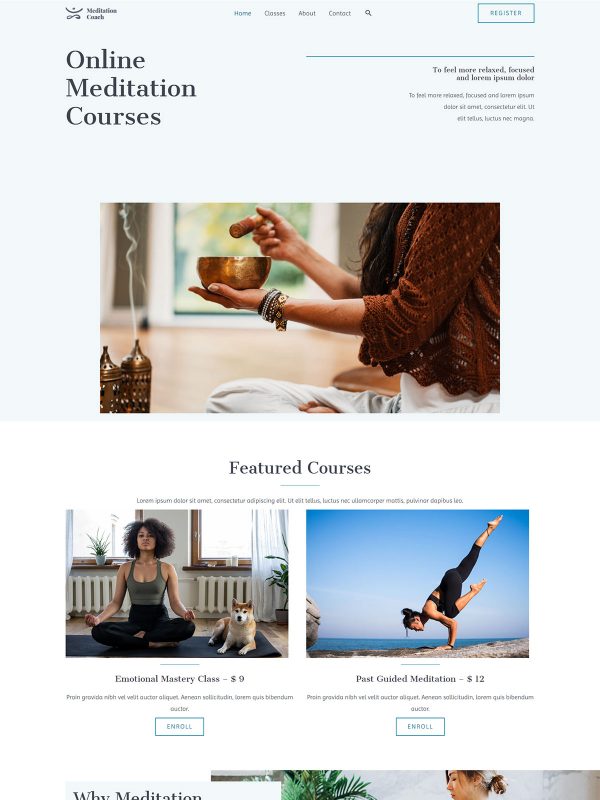 Meditation
Coach
Home Classes About Contact
REGISTER
Online
Meditation
Courses
To feel more relaxed, focused
and lorem ipsum dolor
To feel more relaxed, focused and lorem ipsum
dolor sit amet, consectetur elit. Ut
elit tellus, luctus nec magna.
Featured Courses
Lorem ipsum dolor sit amet, consectetur adipiscing elit. Ut elit tellus, luctus nec ullamcorper mattis, pulvinar dapibus leo.
Emotional Mastery Class – $ 9
Proin gravida nibh vel velit auctor aliquet. Aenean sollicitudin, lorem quis bibendum
auctor.
ENROLL
Past Guided Meditation – $ 12
Proin gravida nibh vel velit auctor aliquet. Aenean sollicitudin, lorem quis bibendum
auctor.
ENROLL
Why Meditation